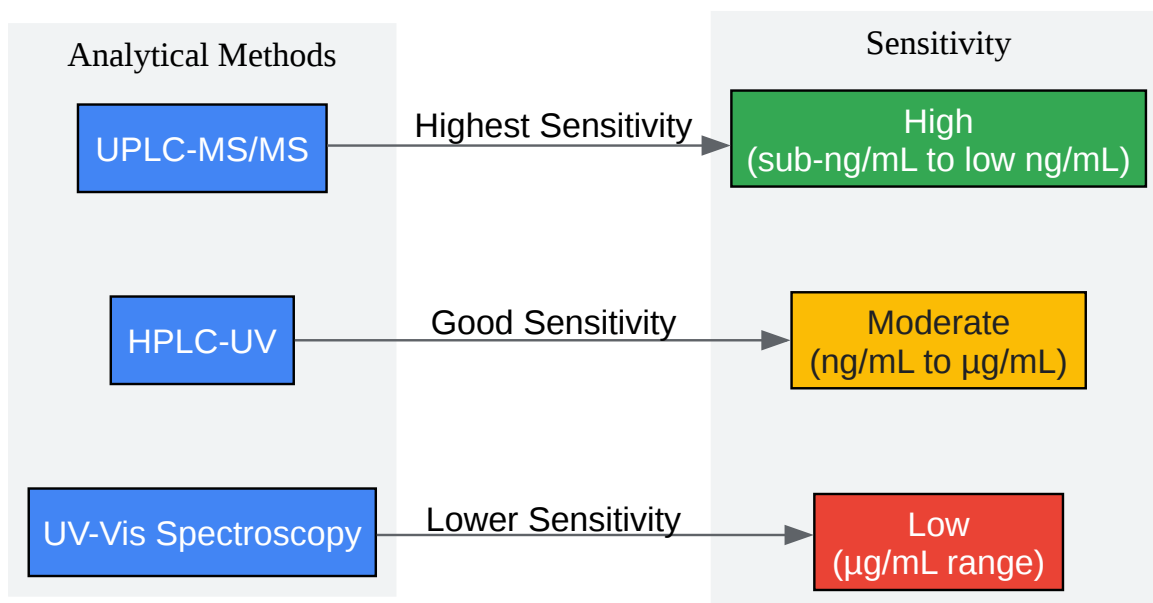 Analytical Methods
Sensitivity
UPLC-MS/MS
Highest Sensitivity
High
(sub-ng/mL to low ng/mL)
HPLC-UV
Good Sensitivity
Moderate
(ng/mL to µg/mL)
UV-Vis Spectroscopy
Lower Sensitivity
Low
(µg/mL range)